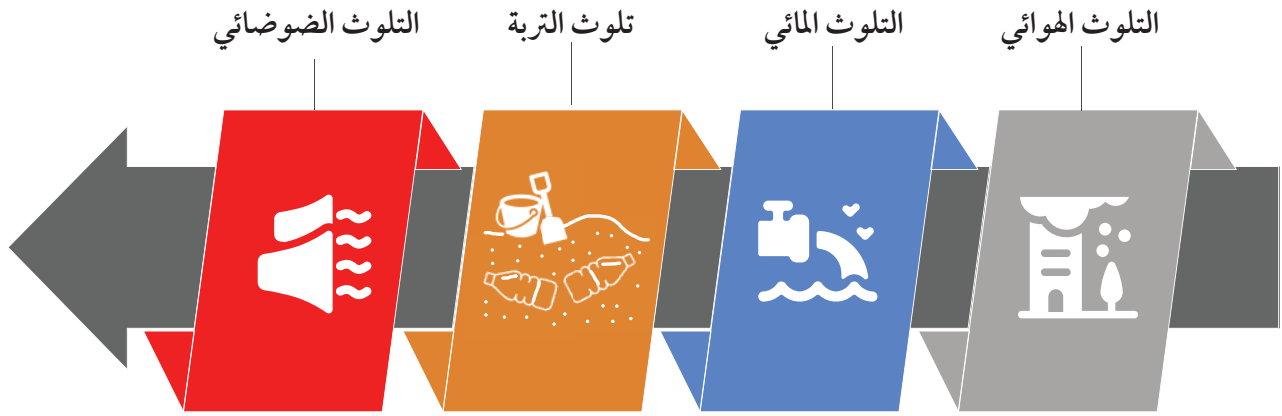 التلوث الهوائي
التلوث المائي
تلوث التربة
التلوث الضوضائي